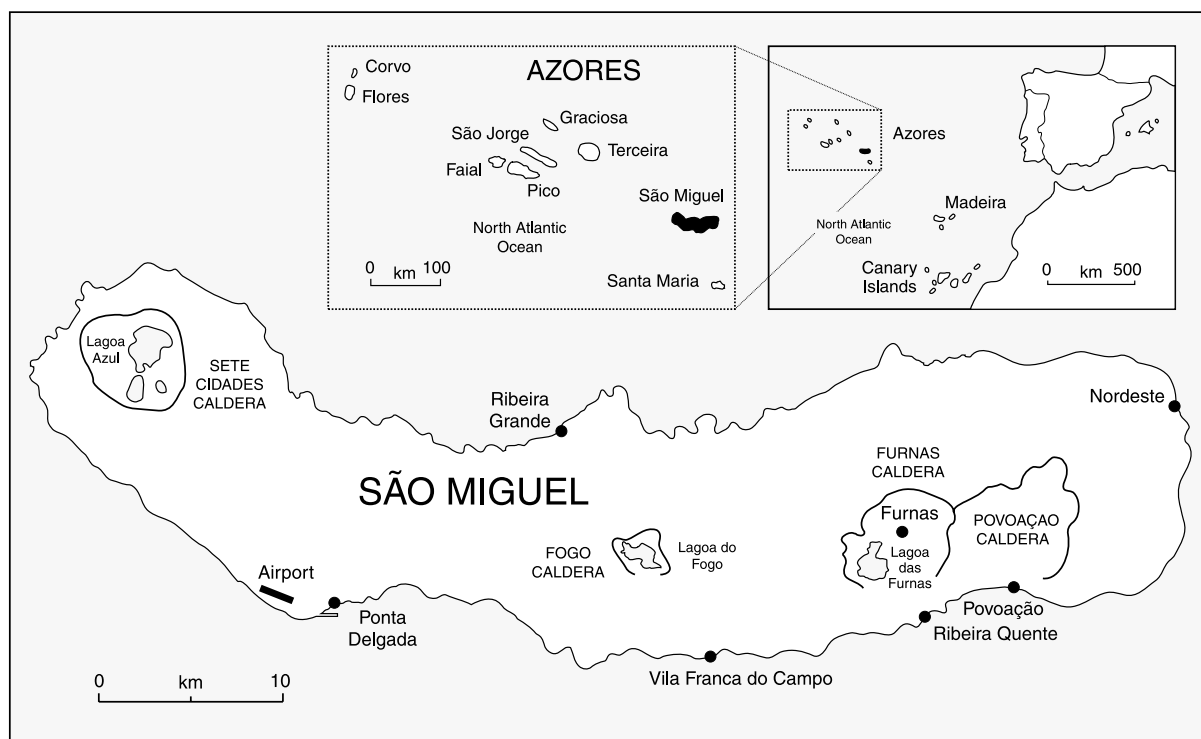 AZORES
Corvo
Flores
Graciosa
São Jorge
Terceira
Faial
Pico
São Miguel
North Atlantic
Ocean
0 km 100
Santa Maria
Azores
Madeira
North Atlantic
Ocean
Canary
Islands
0 km 500
Lagoa
Azul
SETE
CIDADES
CALDERA
Ribeira
Grande
Nordeste
SÃO MIGUEL
FURNAS
CALDERA
Furnas
POVOAÇAO
CALDERA
FOGO
CALDERA
Lagoa do
Fogo
Lagoa
das
Furnas
Airport
Ponta
Delgada
Povoação
Ribeira Quente
Vila Franca do Campo
0 km 10